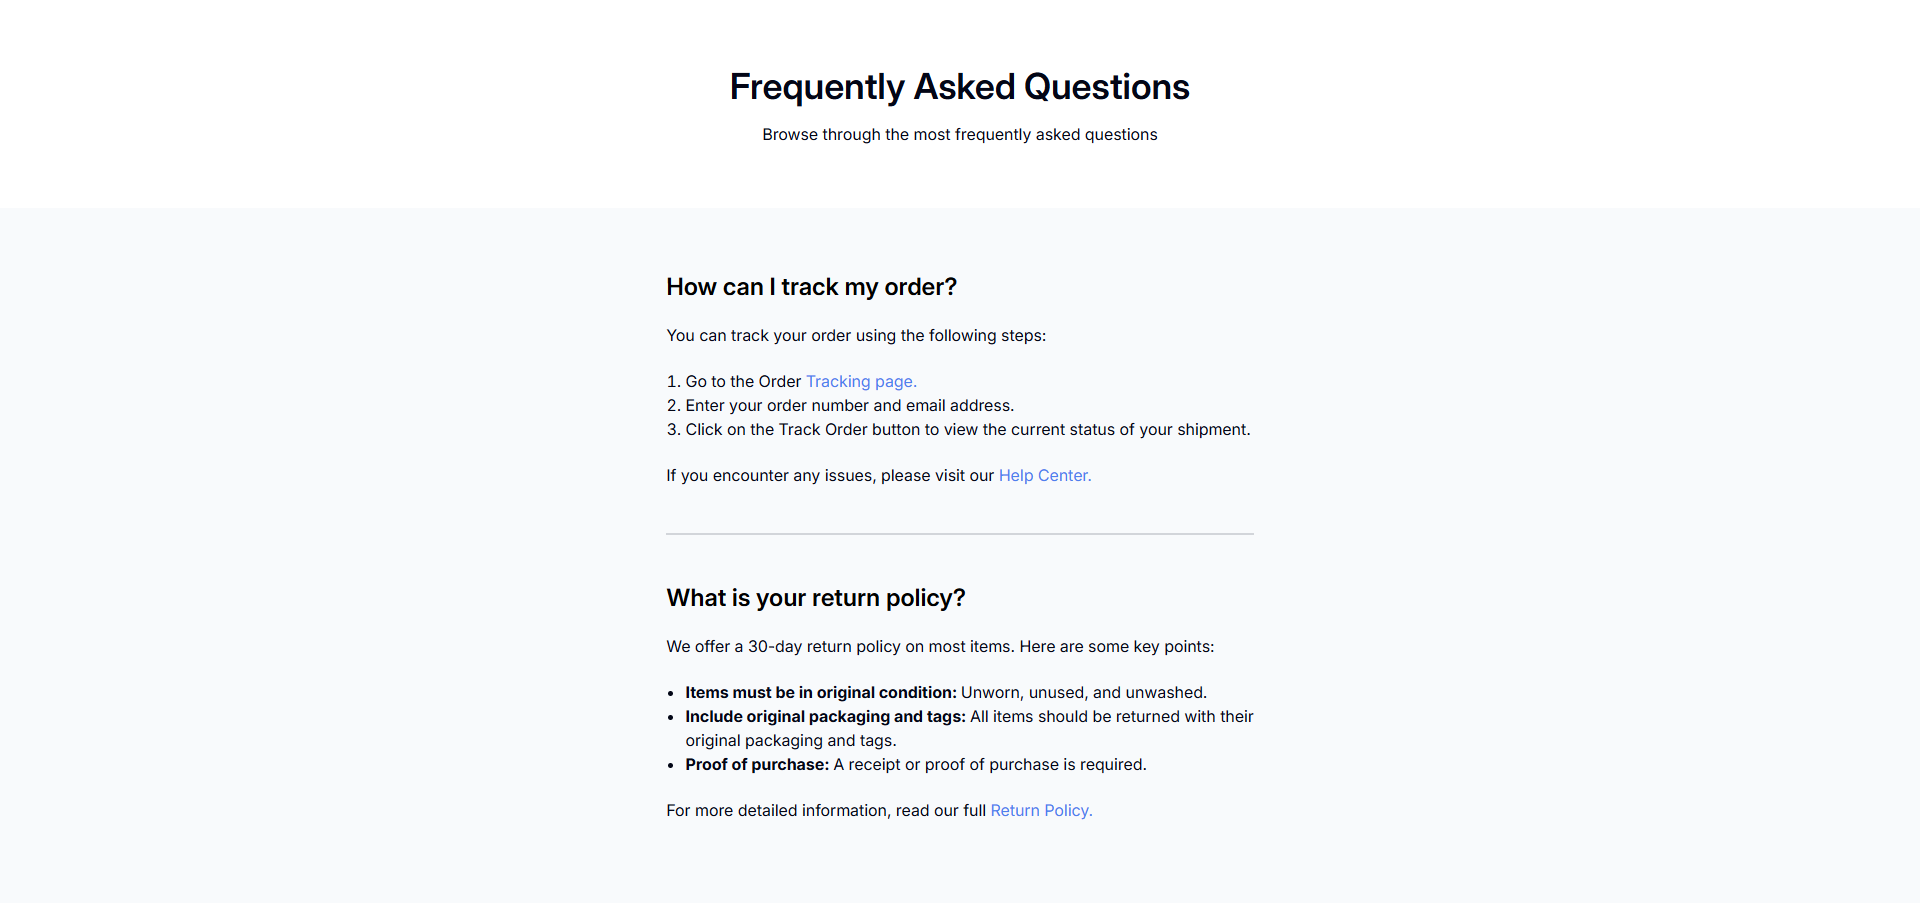 Frequently Asked Questions
Browse through the most frequently asked questions
How can I track my order?
You can track your order using the following steps:
1. Go to the Order Tracking page.
2. Enter your order number and email address.
3. Click on the Track Order button to view the current status of your shipment.
If you encounter any issues, please visit our Help Center.
What is your return policy?
We offer a 30-day return policy on most items. Here are some key points:
• Items must be in original condition: Unworn, unused, and unwashed.
• Include original packaging and tags: All items should be returned with their
original packaging and tags.
• Proof of purchase: A receipt or proof of purchase is required.
For more detailed information, read our full Return Policy.